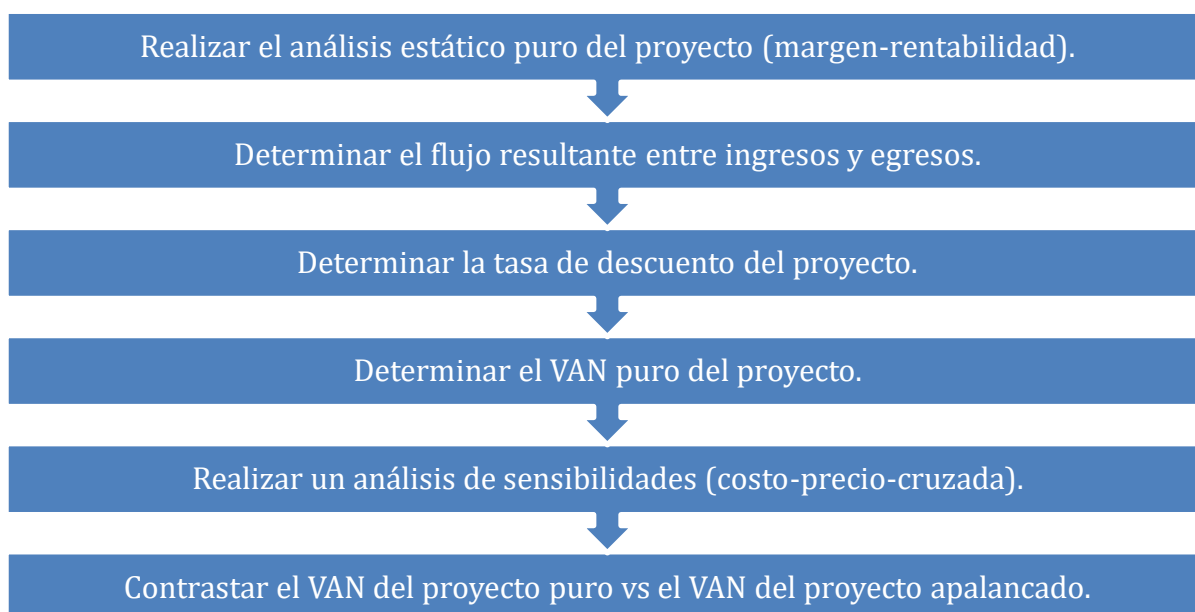 Realizar el análisis estático puro del proyecto (margen-rentabilidad).
Determinar el flujo resultante entre ingresos y egresos.
Determinar la tasa de descuento del proyecto.
Determinar el VAN puro del proyecto.
Realizar un análisis de sensibilidades (costo-precio-cruzada).
Contrastar el VAN del proyecto puro vs el VAN del proyecto apalancado.